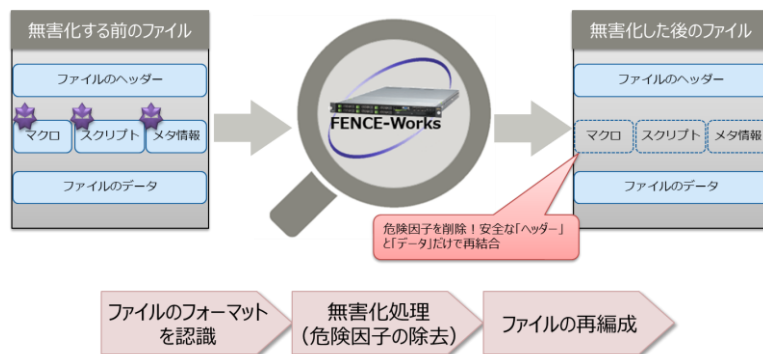 無害化する前のファイル
ファイルのヘッダー
マクロ
スクリプト
メタ情報
ファイルのデータ
FENCE-Works
無害化した後のファイル
ファイルのヘッダー
マクロ
スクリプト
メタ情報
ファイルのデータ
危険因子を削除！安全な「ヘッダー」
と「データ」だけで再結合
ファイルのフォーマット
を認識
無害化処理
(危険因子の除去)
ファイルの再編成